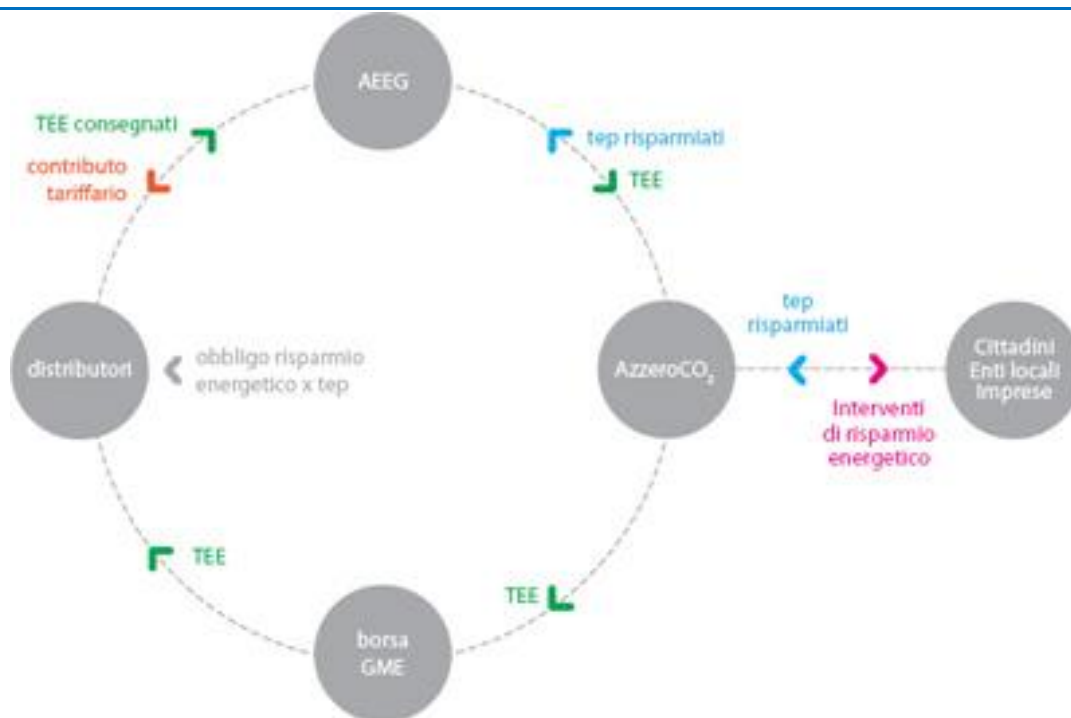 AEEG
TEE consegnati
contributo
tariffario
tep risparmiati
TEE
distributori
obbligo risparmio
energetico x tep
AzzeroCO₂
tep
risparmiati
Interventi
di risparmio
energetico
Cittadini
Enti locali
Imprese
TEE
TEE
borsa
GME